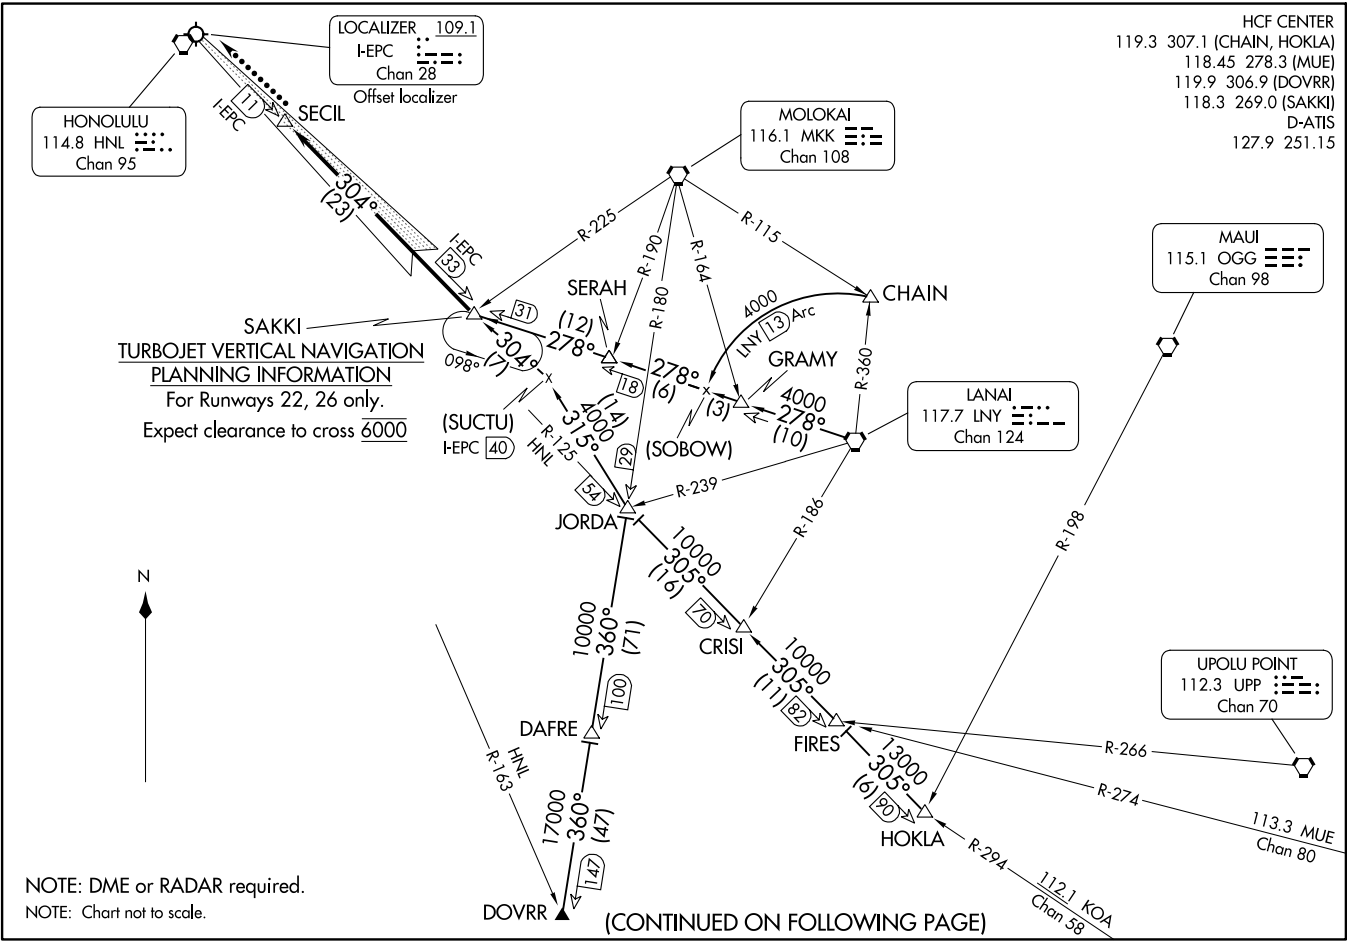 LOCALIZER 109.1
I-EPC
Chan 28
Offset localizer
HCF CENTER
119.3 307.1 (CHAIN, HOKLA)
118.45 278.3 (MUE)
119.9 306.9 (DOVRR)
118.3 269.0 (SAKKI)
D-ATIS
127.9 251.15
HONOLULU
114.8 HNL
Chan 95
11
I-EPC
SECIL
MOLOKAI
116.1 MKK
Chan 108
304°
(23)
R-225
R-190
R-180
R-164
R-115
MAUI
115.1 OGG
Chan 98
I-EPC
33
SERAH
31
(12)
278°
4000
LNY 13 Arc
CHAIN
SAKKI
TURBOJET VERTICAL NAVIGATION
PLANNING INFORMATION
For Runways 22, 26 only.
Expect clearance to cross 6000
098°
304°
(7)
18
278°
(6)
GRAMY
(3)
4000
278°
(10)
R-360
LANAI
117.7 LNY
Chan 124
(SUCTU)
I-EPC 40
(14)
4000
315°
R-125
HNL
(SOBOW)
29
54
R-239
R-186
R-198
JORDA
10000
305°
(16)
70
CRISI
N
10000
360°
(71)
10000
305°
(11)
82
FIRES
UPOLU POINT
112.3 UPP
Chan 70
100
DAFRE
HNL
R-163
R-266
R-274
13000
305°
(6)
90
HOKLA
113.3 MUE
Chan 80
17000
360°
(47)
147
R-294
112.1 KOA
Chan 58
NOTE: DME or RADAR required.
NOTE: Chart not to scale.
DOVRR
(CONTINUED ON FOLLOWING PAGE)